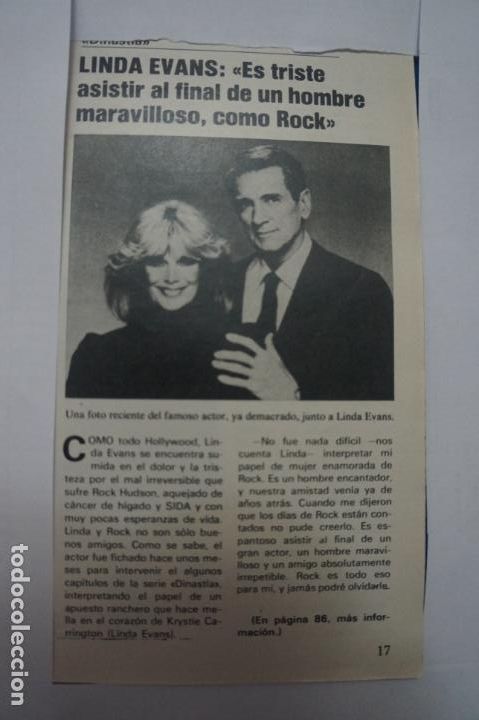 «Dinastía»
LINDA EVANS: «Es triste
asistir al final de un hombre
maravilloso, como Rock»
Una foto reciente del famoso actor, ya demacrado, junto a Linda Evans.
COMO todo Hollywood, Lin-
da Evans se encuentra su-
mida en el dolor y la tris-
teza por el mal irreversible que
sufre Rock Hudson, aquejado de
cáncer de hígado y SIDA y con
muy pocas esperanzas de vida.
Linda y Rock no son sólo bue-
nos amigos. Como se sabe, el
actor fue fichado hace unos me-
ses para intervenir el algunos
capítulos de la serie «Dinastía»,
interpretando el papel de un
apuesto ranchero que hace me-
lla en el corazón de Krystle Ca-
rrington (Linda Evans).
—No fue nada difícil —nos
cuenta Linda— interpretar mi
papel de mujer enamorada de
Rock. Es un hombre encantador,
y nuestra amistad venía ya de
años atrás. Cuando me dijeron
que los días de Rock están con-
tados no pude creerlo. Es es-
pantoso asistir al final de un
gran actor, un hombre maravi-
lloso y un amigo absolutamente
irrepetible. Rock es todo eso
para mí, y jamás podré olvidarle.
(En página 86, más infor-
mación.)
17
todocoleccion.net